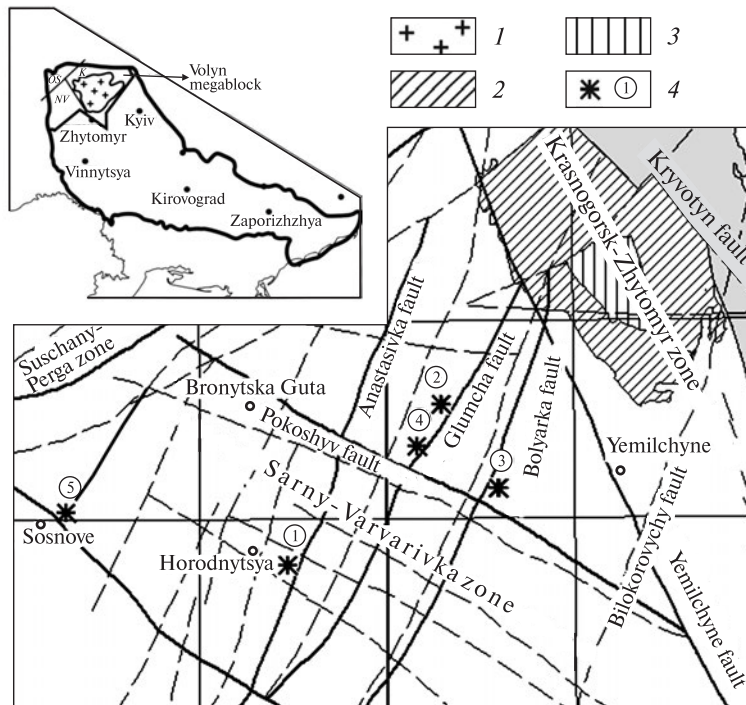 OS
K
NV
Volyn
megablock
Kyiv
Zhytomyr
Vinnytsya
Kirovograd
Zaporizhzhya
1
3
2
1
4
Krasnogorsk-Zhytomyr zone
Kryvotyn fault
Suschany-
Perga zone
Anastasivka fault
Glumcha fault
Bolyarka fault
Bronytska Guta
2
4
3
Pokoshyv fault
Yemilchyne
5
Sosnove
Sarny-Varvarivka zone
1
Horodnytsya
Bilokorovychy fault
Yemilchyne fault